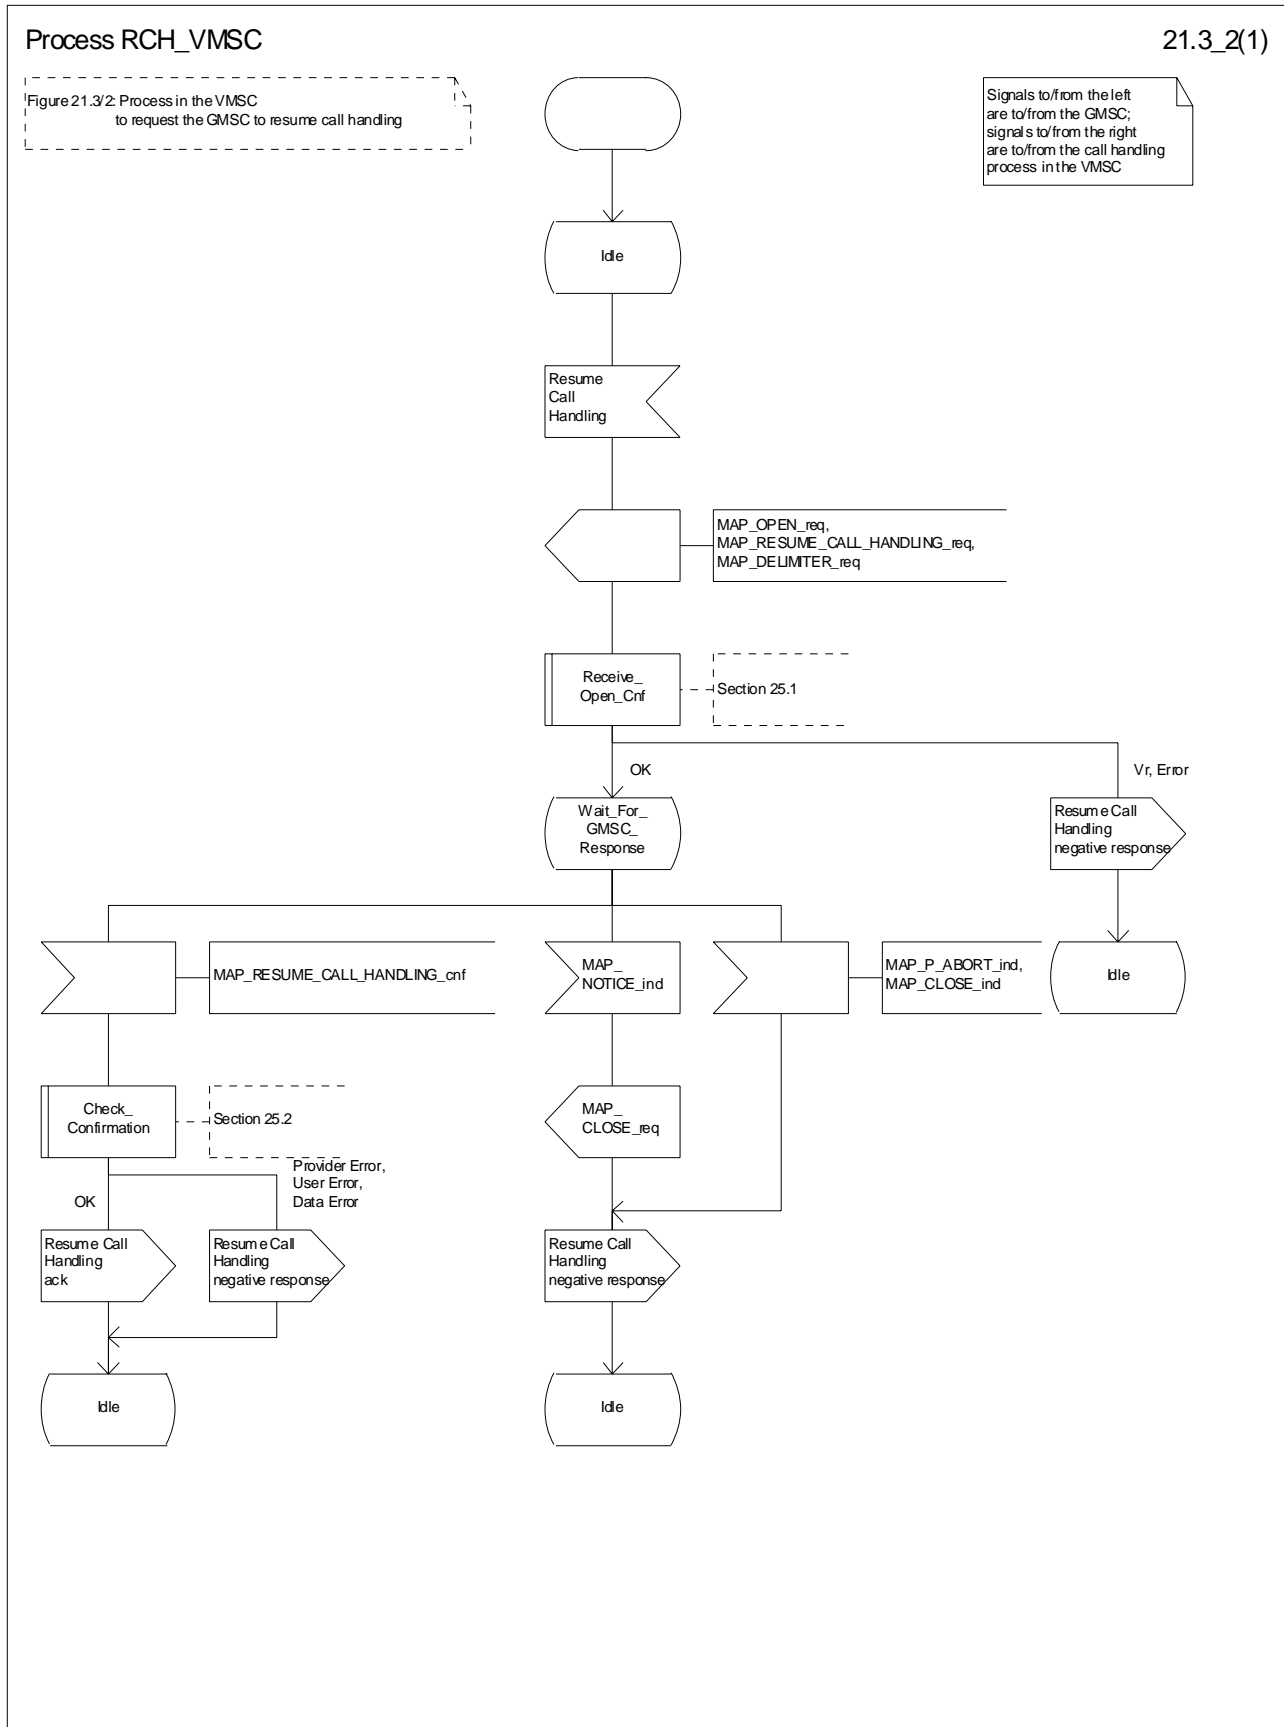 Process RCH_VMSC
21.3_2(1)
Figure 21.3/2: Process in the VMSC
to request the GMSC to resume call handling
Signals to/from the left
are to/from the GMSC;
signals to/from the right
are to/from the call handling
process in the VMSC
Idle
Resume
Call
Handling
MAP_OPEN_req,
MAP_RESUME_CALL_HANDLING_req,
MAP_DELIMITER_req
Receive_
Open_Cnf
Section 25.1
OK
Vr, Error
Wait_For_
GMSC_
Response
Resume Call
Handling
negative response
MAP_RESUME_CALL_HANDLING_cnf
MAP_
NOTICE_ind
MAP_P_ABORT_ind,
MAP_CLOSE_ind
Idle
Check_
Confirmation
Section 25.2
MAP_
CLOSE_req
Provider Error,
User Error,
Data Error
OK
Resume Call
Handling
ack
Resume Call
Handling
negative response
Resume Call
Handling
negative response
Idle
Idle